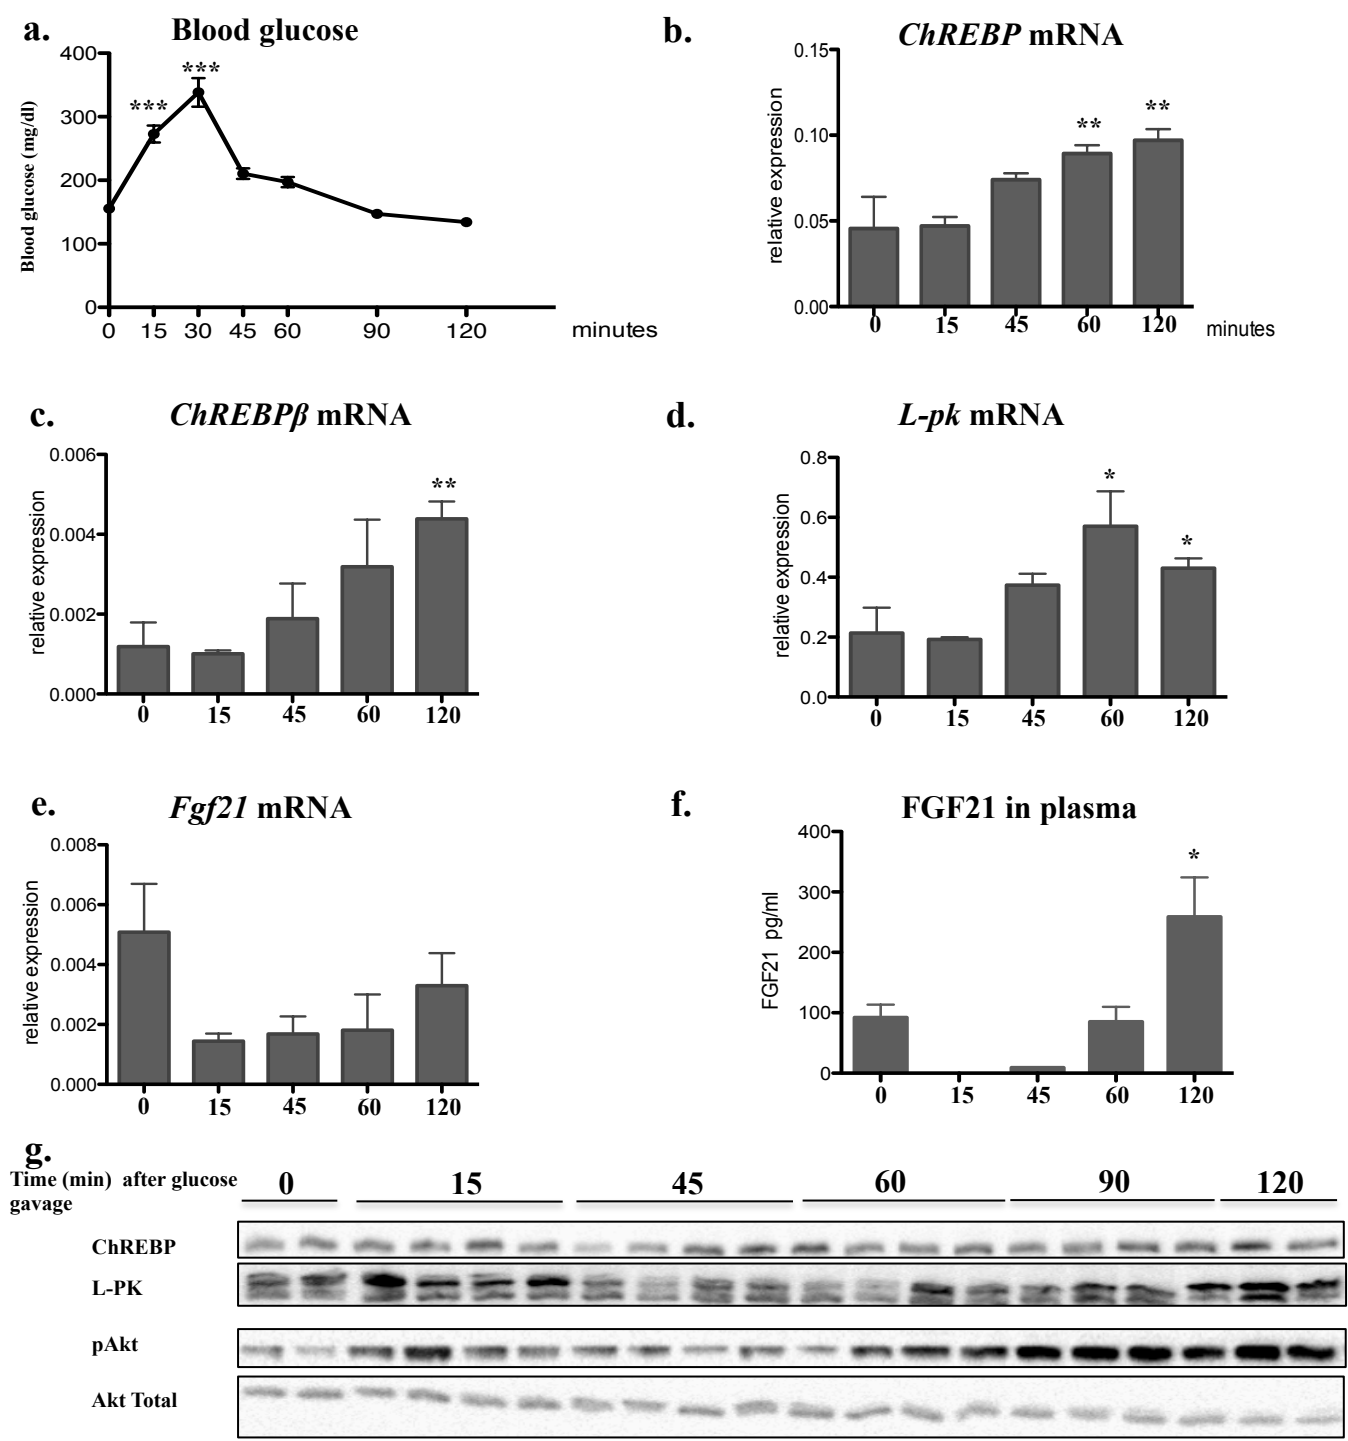 a. Blood glucose
Blood glucose (mg/dl)
400
300
200
100
0
*** ***
0 15 30 45 60 90 120 minutes
b. ChREBP mRNA
relative expression
0.15
0.10
0.05
0.00
** **
0 15 45 60 120 minutes
c. ChREBPβ mRNA
relative expression
0.006
0.004
0.002
0.000
**
0 15 45 60 120
d. L-pk mRNA
relative expression
0.8
0.6
0.4
0.2
0.0
* *
0 15 45 60 120
e. Fgf21 mRNA
relative expression
0.008
0.006
0.004
0.002
0.000
0 15 45 60 120
f. FGF21 in plasma
FGF21 pg/ml
400
300
200
100
0
*
0 15 45 60 120
g.
Time (min) after glucose
gavage
0 15 45 60 90 120
ChREBP
L-PK
pAkt
Akt Total